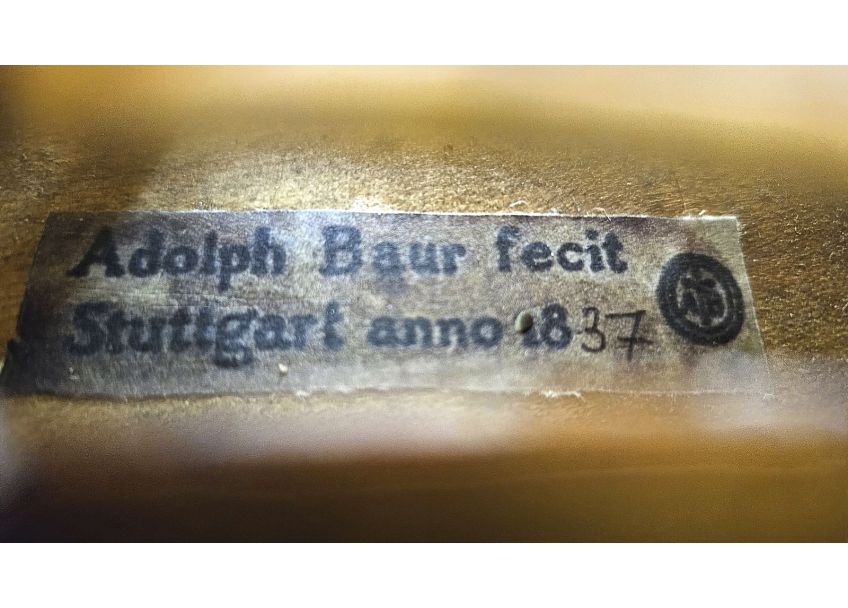 Adolph Baur fecit
Stuttgart anno 1837